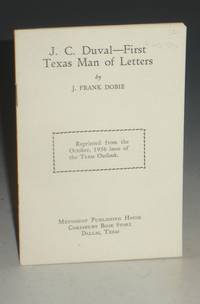 J. C. Duval—First
Texas Man of Letters
by
J. FRANK DOBIE
Reprinted from the
October, 1936 issue of
the Texas Outlook.
METHODIST PUBLISHING HOUSE
COKESBURY BOOK STORE
DALLAS, TEXAS